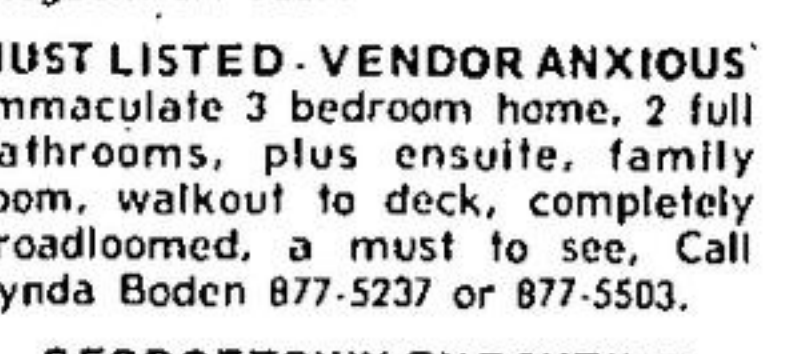 UST LISTED - VENDOR ANXIOUS
mmaculate 3 bedroom home, 2 full
athrooms, plus ensuite, family
oom, walkout to deck, completely
roadloomed, a must to see, Call
ynda Boden 877-5237 or 877-5503.